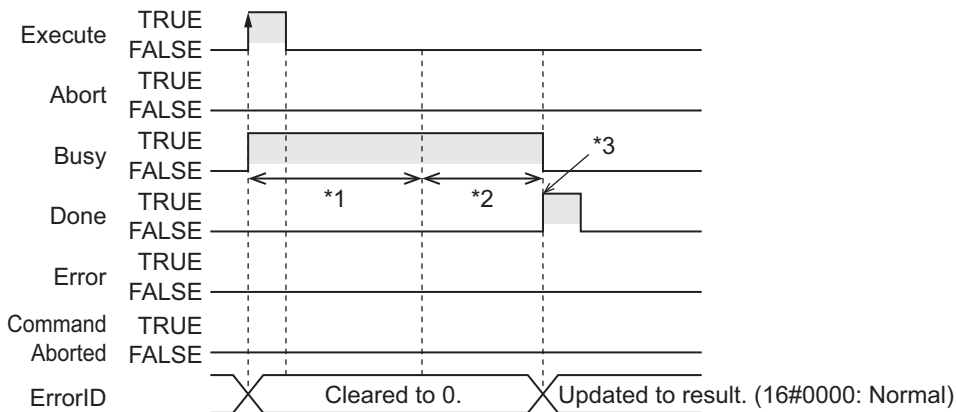 Execute TRUE
FALSE
Abort TRUE
FALSE
Busy TRUE
FALSE
*3
*1 *2
Done TRUE
FALSE
Error TRUE
FALSE
Command TRUE
Aborted FALSE
ErrorID Cleared to 0. Updated to result. (16#0000: Normal)